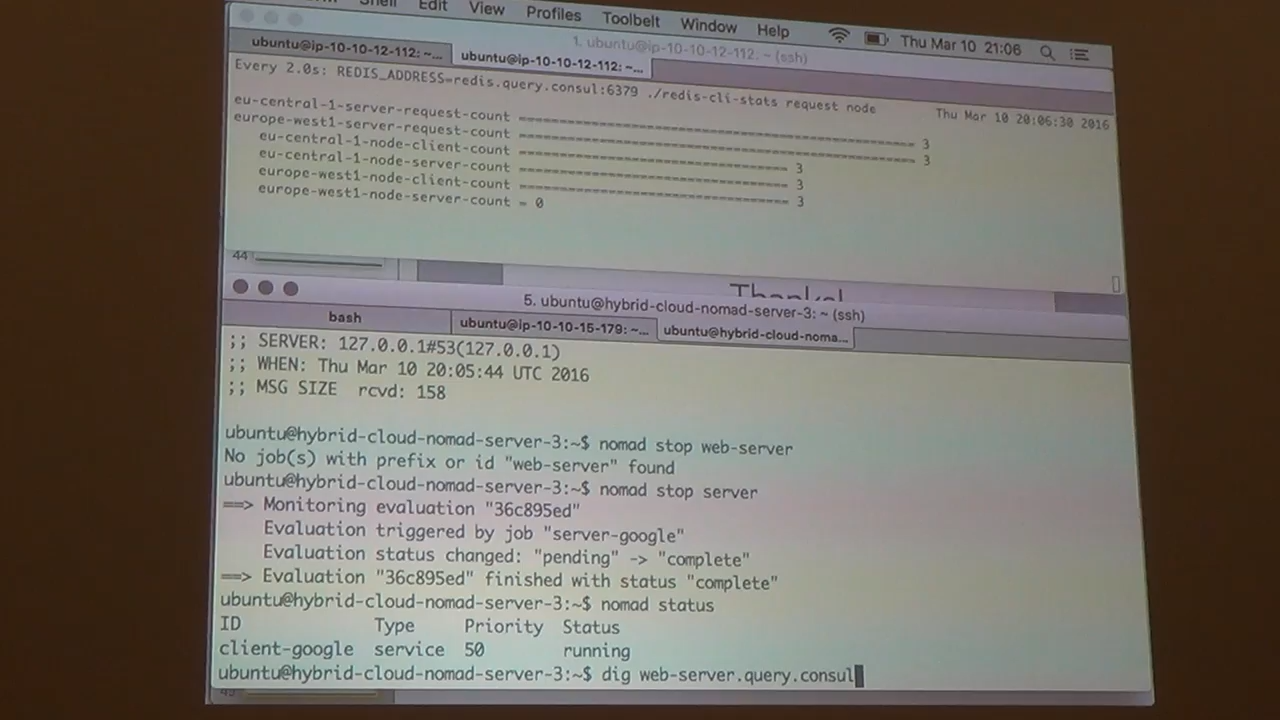 Shell Edit View Profiles Toolbelt Window Help Thu Mar 10 21:06
1. ubuntu@ip-10-10-12-112: ~ (ssh)
ubuntu@ip-10-10-12-112: ~... ubuntu@ip-10-10-12-112: ~...
Every 2.0s: REDIS_ADDRESS=redis.query.consul:6379 ./redis-cli-stats request node Thu Mar 10 20:06:30 2016
eu-central-1-server-request-count ================================================ 3
europe-west1-server-request-count ================================================ 3
eu-central-1-node-client-count ================================ 3
eu-central-1-node-server-count ================================ 3
europe-west1-node-client-count ================================ 3
europe-west1-node-server-count = 0
44
Thanks!
5. ubuntu@hybrid-cloud-nomad-server-3: ~ (ssh)
bash ubuntu@ip-10-10-15-179: ~... ubuntu@hybrid-cloud-noma...
;; SERVER: 127.0.0.1#53(127.0.0.1)
;; WHEN: Thu Mar 10 20:05:44 UTC 2016
;; MSG SIZE rcvd: 158
ubuntu@hybrid-cloud-nomad-server-3:~$ nomad stop web-server
No job(s) with prefix or id "web-server" found
ubuntu@hybrid-cloud-nomad-server-3:~$ nomad stop server
==> Monitoring evaluation "36c895ed"
Evaluation triggered by job "server-google"
Evaluation status changed: "pending" -> "complete"
==> Evaluation "36c895ed" finished with status "complete"
ubuntu@hybrid-cloud-nomad-server-3:~$ nomad status
ID Type Priority Status
client-google service 50 running
ubuntu@hybrid-cloud-nomad-server-3:~$ dig web-server.query.consul